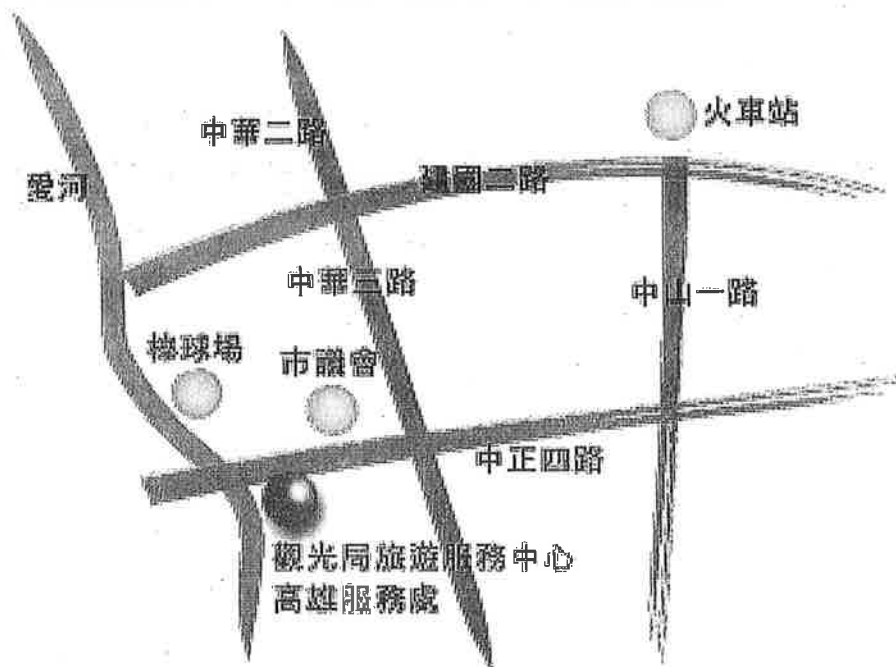 火車站
中華二路
建國二路
愛河
中華三路
中山一路
棒球場
市議會
中正四路
觀光局旅遊服務中心
高雄服務處